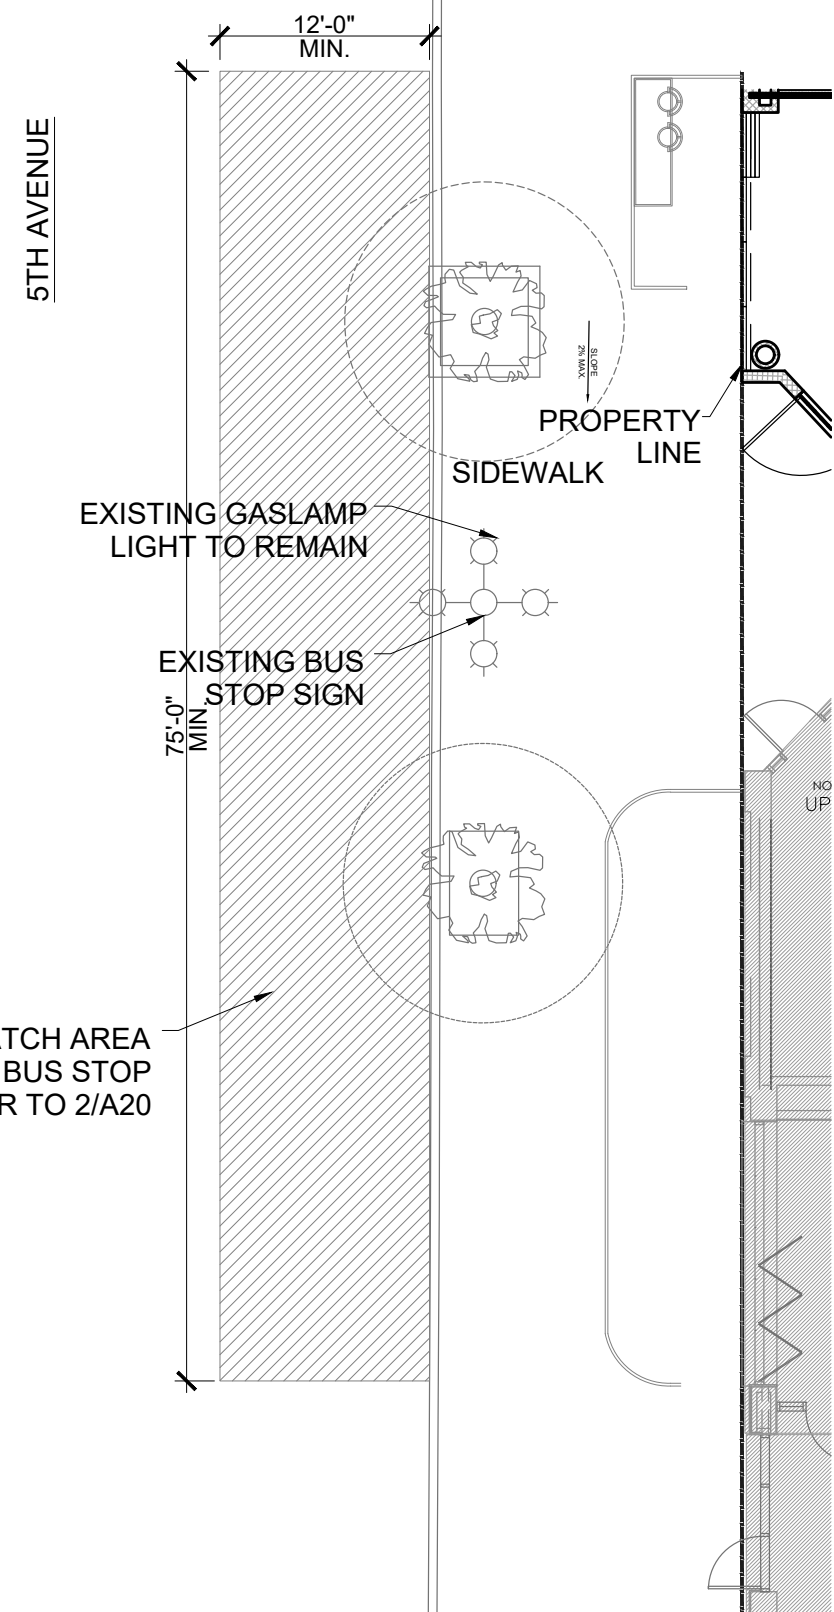 12'-0"
MIN.
5TH AVENUE
SLOPE
2% MAX.
PROPERTY
LINE
SIDEWALK
EXISTING GASLAMP
LIGHT TO REMAIN
EXISTING BUS
STOP SIGN
75'-0"
MIN.
NO
UP
ATCH AREA
BUS STOP
R TO 2/A20